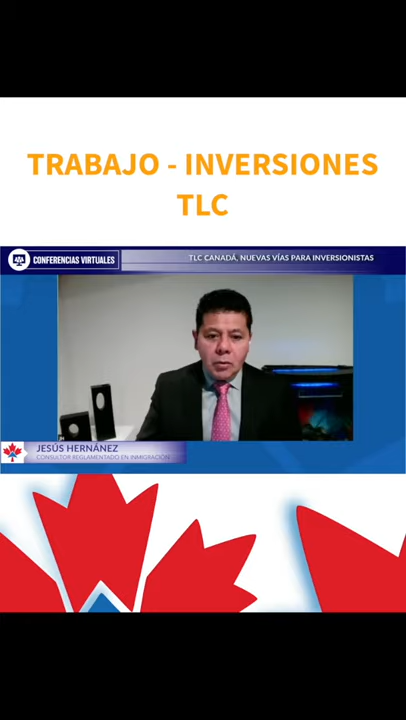 TRABAJO - INVERSIONES
TLC
CONFERENCIAS VIRTUALES
TLC CANADÁ, NUEVAS VÍAS PARA INVERSIONISTAS
JESÚS HERNÁNEZ
CONSULTOR REGLAMENTADO EN INMIGRACIÓN